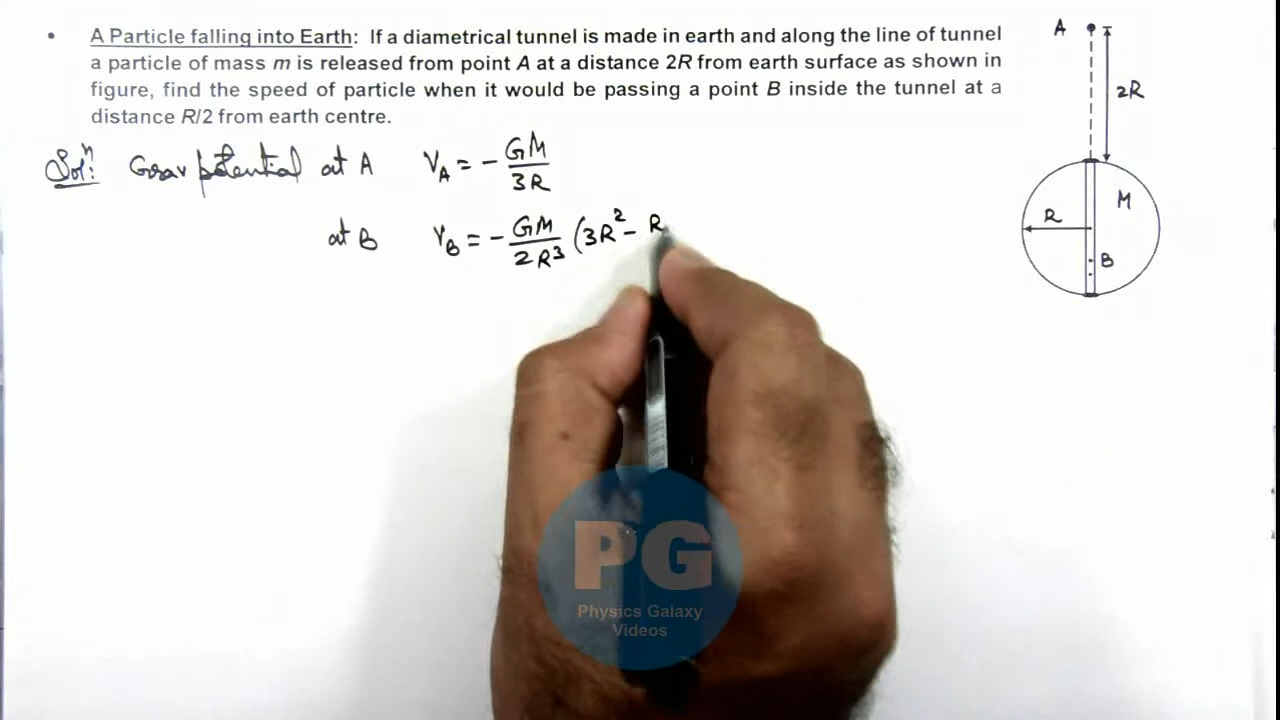 • A Particle falling into Earth: If a diametrical tunnel is made in earth and along the line of tunnel
a particle of mass m is released from point A at a distance 2R from earth surface as shown in
figure, find the speed of particle when it would be passing a point B inside the tunnel at a
distance R/2 from earth centre.
Solⁿ: Grav potential at A V_A = - GM/3R
at B V_B = - GM/2R³ (3R² - R
A
2R
M
R
B
PG
Physics Galaxy
Videos